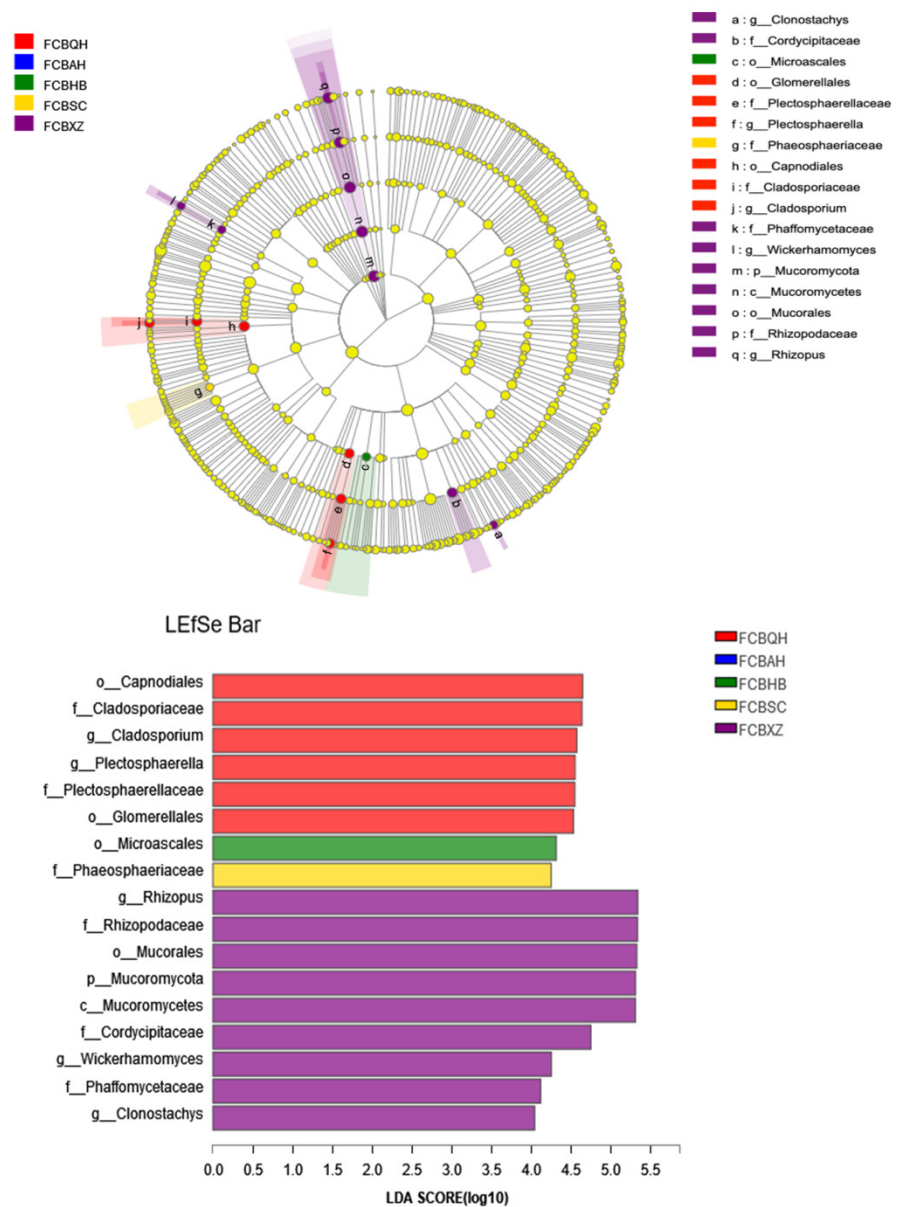 FCBQH
FCBAH
FCBHB
FCBSC
FCBXZ
a : g__Clonostachys
b : f__Cordycipitaceae
c : o__Microascales
d : o__Glomerellales
e : f__Plectosphaerellaceae
f : g__Plectosphaerella
g : f__Phaeosphaeriaceae
h : o__Capnodiales
i : f__Cladosporiaceae
j : g__Cladosporium
k : f__Phaffomycetaceae
l : g__Wickerhamomyces
m : p__Mucoromycota
n : c__Mucoromycetes
o : o__Mucorales
p : f__Rhizopodaceae
q : g__Rhizopus
q
p
o
n
m
l
k
j
i
h
g
d
c
e
f
b
a
LEfSe Bar
FCBQH
FCBAH
FCBHB
FCBSC
FCBXZ
o__Capnodiales
f__Cladosporiaceae
g__Cladosporium
g__Plectosphaerella
f__Plectosphaerellaceae
o__Glomerellales
o__Microascales
f__Phaeosphaeriaceae
g__Rhizopus
f__Rhizopodaceae
o__Mucorales
p__Mucoromycota
c__Mucoromycetes
f__Cordycipitaceae
g__Wickerhamomyces
f__Phaffomycetaceae
g__Clonostachys
0.0 0.5 1.0 1.5 2.0 2.5 3.0 3.5 4.0 4.5 5.0 5.5
LDA SCORE(log10)